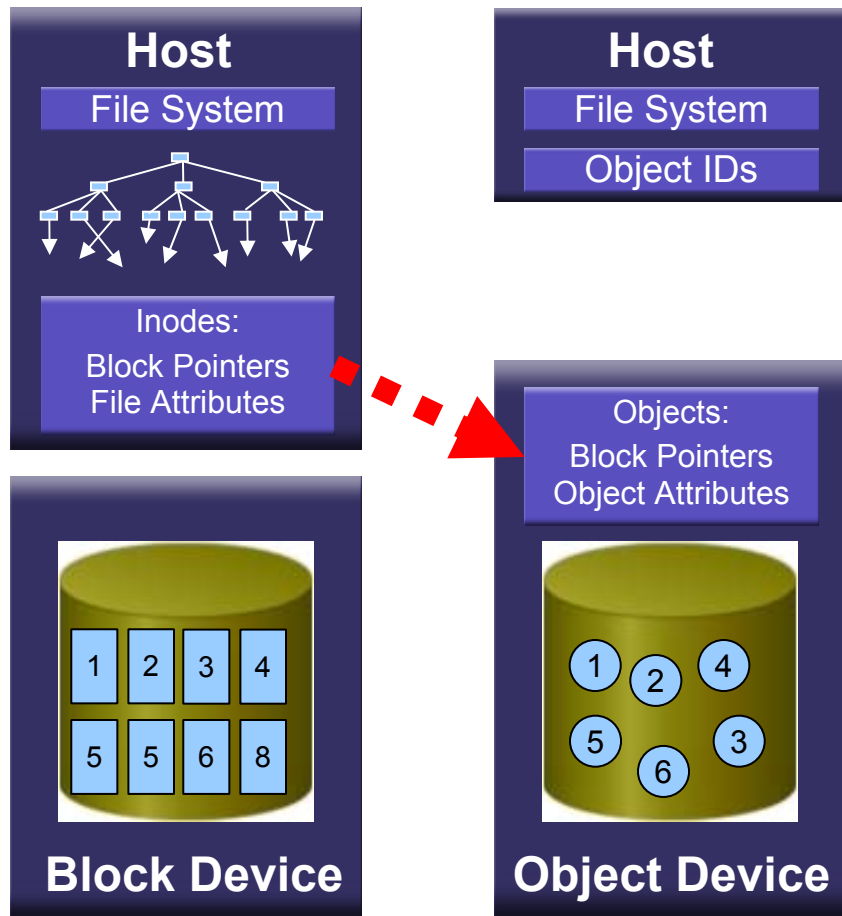 Host
File System
Inodes:
Block Pointers
File Attributes
1 2 3 4
5 5 6 8
Block Device
Host
File System
Object IDs
Objects:
Block Pointers
Object Attributes
1 2 4
5 6 3
Object Device